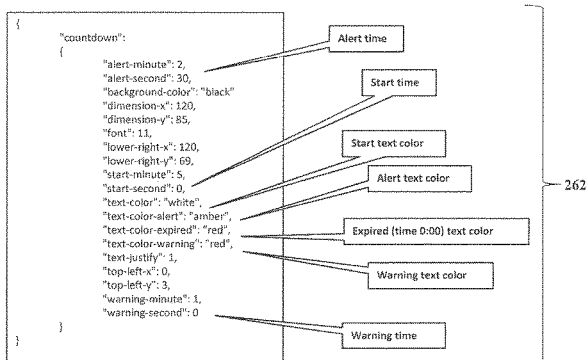 {
"countdown":
{
"alert-minute": 2,
"alert-second": 30,
"background-color": "black"
"dimension-x": 120,
"dimension-y": 85,
"font": 11,
"lower-right-x": 120,
"lower-right-y": 69,
"start-minute": 5,
"start-second": 0,
"text-color": "white",
"text-color-alert": "amber",
"text-color-expired": "red",
"text-color-warning": "red",
"text-justify": 1,
"top-left-x": 0,
"top-left-y": 3,
"warning-minute": 1,
"warning-second": 0
}
}
Alert time
Start time
Start text color
Alert text color
Expired (time 0:00) text color
Warning text color
Warning time
262